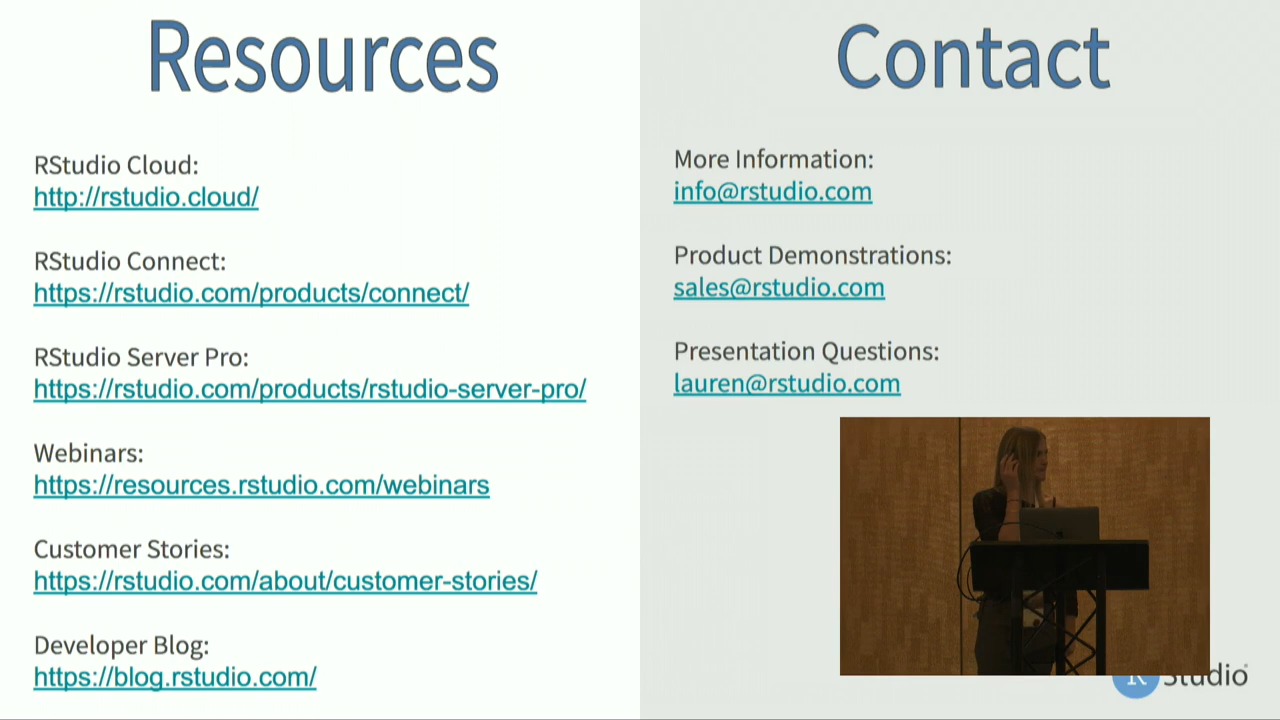 Resources
RStudio Cloud:
http://rstudio.cloud/
RStudio Connect:
https://rstudio.com/products/connect/
RStudio Server Pro:
https://rstudio.com/products/rstudio-server-pro/
Webinars:
https://resources.rstudio.com/webinars
Customer Stories:
https://rstudio.com/about/customer-stories/
Developer Blog:
https://blog.rstudio.com/
Contact
More Information:
info@rstudio.com
Product Demonstrations:
sales@rstudio.com
Presentation Questions:
lauren@rstudio.com
R Studio